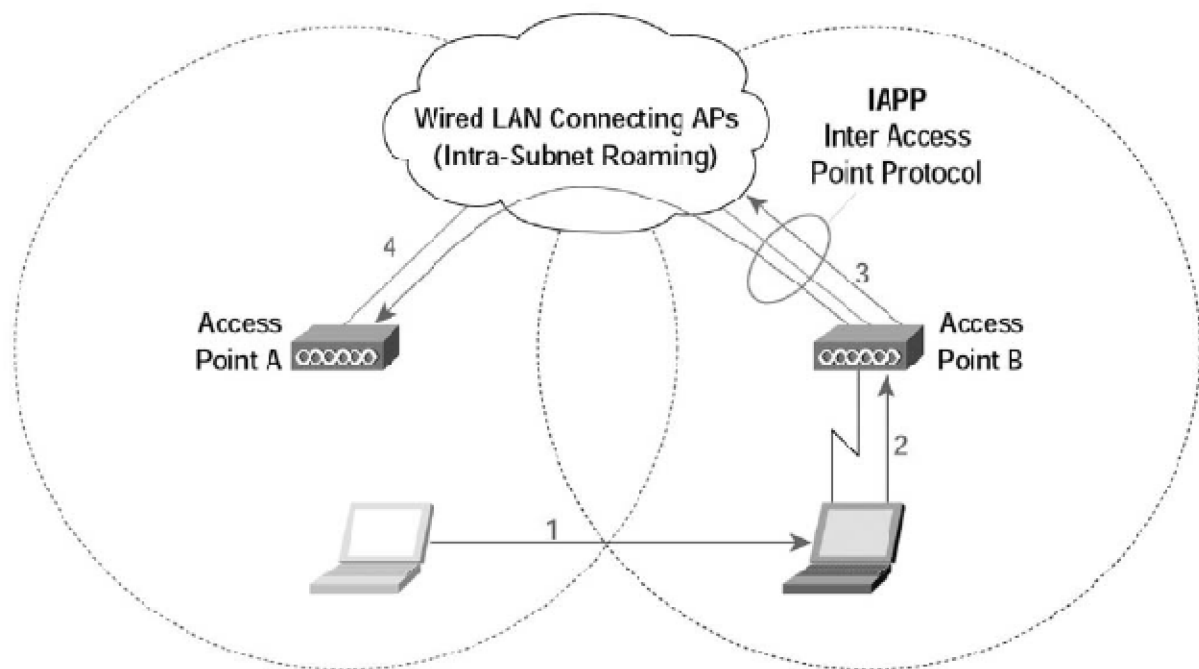 Wired LAN Connecting APs
(Intra-Subnet Roaming)
IAPP
Inter Access
Point Protocol
4
3
Access
Point A
Access
Point B
2
1